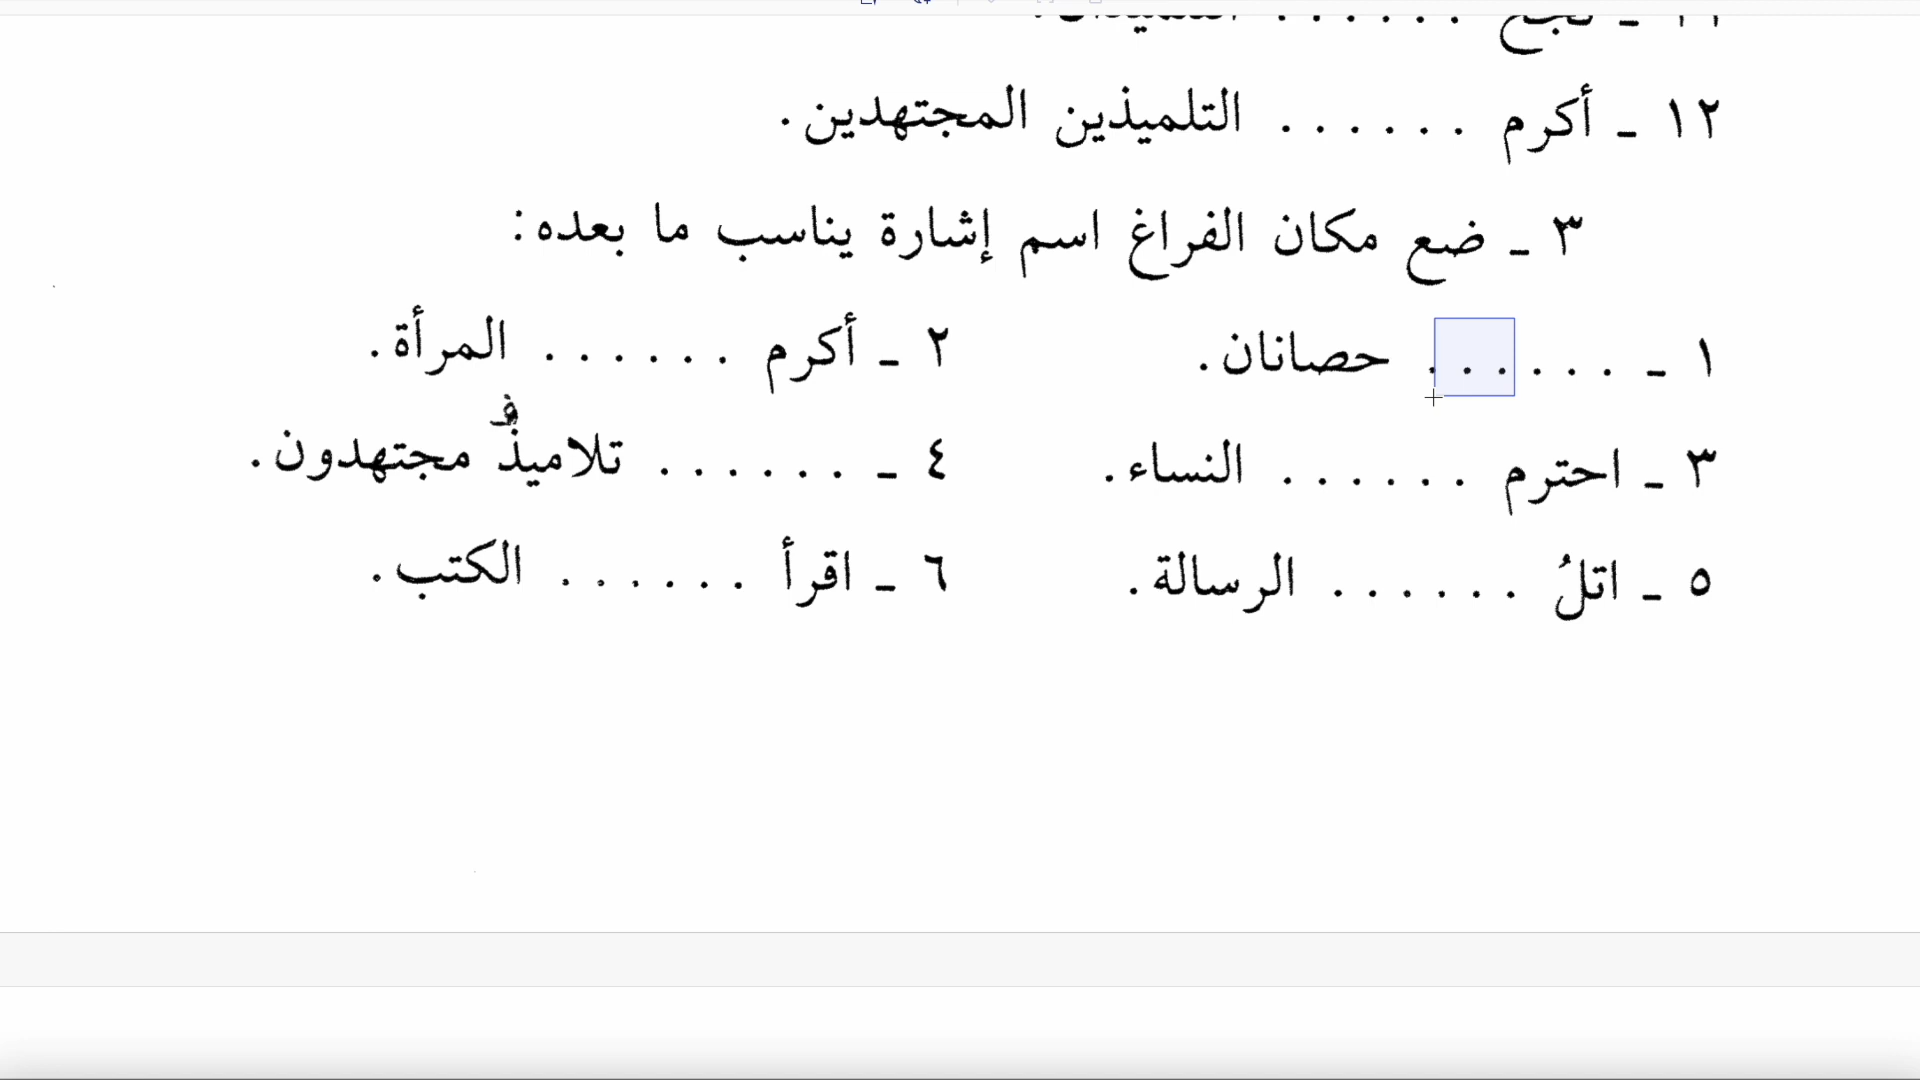 ١٢ ـ أكرم ...... التلميذين المجتهدين.
٣ ـ ضع مكان الفراغ اسم إشارة يناسب ما بعده:
١ ـ ...... حصانان. ٢ ـ أكرم ...... المرأة.
٣ ـ احترم ...... النساء. ٤ ـ ...... تلاميذٌ مجتهدون.
٥ ـ اتلُ ...... الرسالة. ٦ ـ اقرأ ...... الكتب.